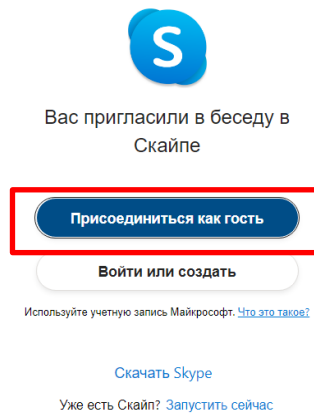 S
Вас пригласили в беседу в
Скайпе
Присоединиться как гость
Войти или создать
Используйте учетную запись Майкрософт. Что это такое?
Скачать Skype
Уже есть Скайп? Запустить сейчас